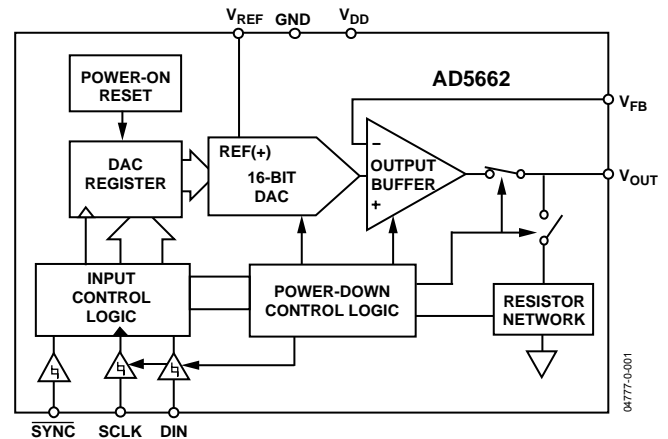 VREF GND VDD
POWER-ON
RESET
AD5662
VFB
DAC
REGISTER
REF(+)
16-BIT
DAC
–
OUTPUT
BUFFER
+
VOUT
INPUT
CONTROL
LOGIC
POWER-DOWN
CONTROL LOGIC
RESISTOR
NETWORK
SYNC SCLK DIN
04777-0-001